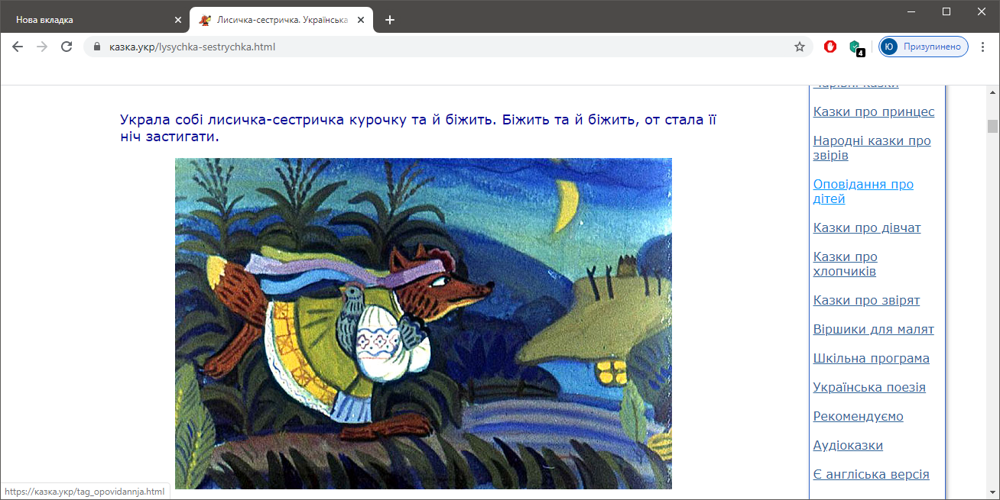 Нова вкладка
Лисичка-сестричка. Українська
казка.укр/lysychka-sestrychka.html
4
Ю
Призупинено
Украла собі лисичка-сестричка курочку та й біжить. Біжить та й біжить, от стала її
ніч застигати.
Чарівні казки
Казки про принцес
Народні казки про
звірів
Оповідання про
дітей
Казки про дівчат
Казки про
хлопчиків
Казки про звірят
Віршики для малят
Шкільна програма
Українська поезія
Рекомендуємо
Аудіоказки
Є англіська версія
https://казка.укр/tag_opovidannja.html